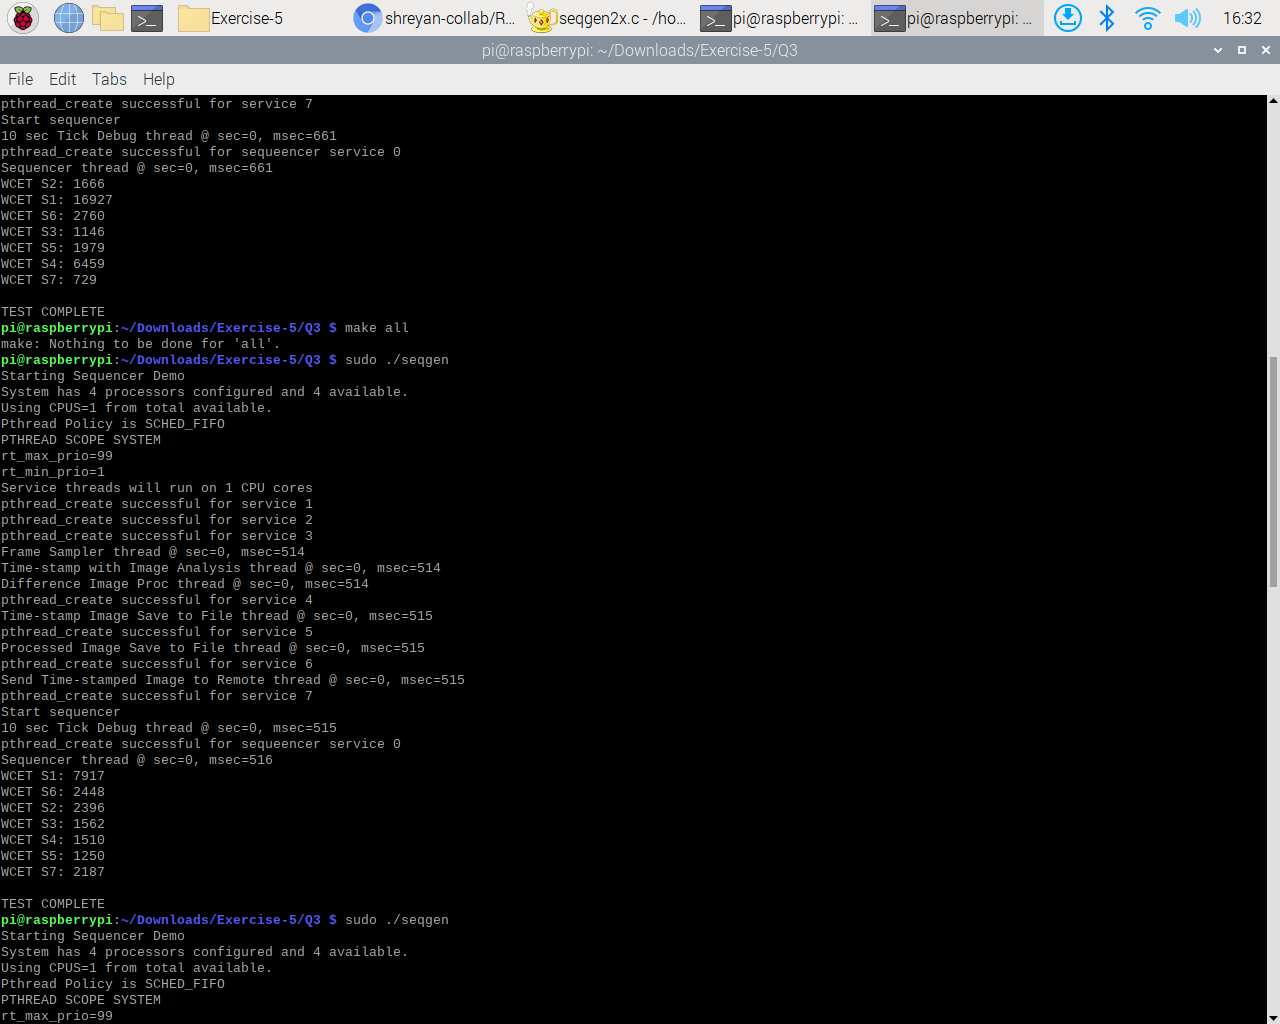 Exercise-5
shreyan-collab/R...
seqgen2x.c - /ho...
pi@raspberrypi: ...
pi@raspberrypi: ...
16:32
pi@raspberrypi: ~/Downloads/Exercise-5/Q3
File Edit Tabs Help
pthread_create successful for service 7
Start sequencer
10 sec Tick Debug thread @ sec=0, msec=661
pthread_create successful for sequeencer service 0
Sequencer thread @ sec=0, msec=661
WCET S2: 1666
WCET S1: 16927
WCET S6: 2760
WCET S3: 1146
WCET S5: 1979
WCET S4: 6459
WCET S7: 729
TEST COMPLETE
pi@raspberrypi:~/Downloads/Exercise-5/Q3 $ make all
make: Nothing to be done for 'all'.
pi@raspberrypi:~/Downloads/Exercise-5/Q3 $ sudo ./seqgen
Starting Sequencer Demo
System has 4 processors configured and 4 available.
Using CPUS=1 from total available.
Pthread Policy is SCHED_FIFO
PTHREAD SCOPE SYSTEM
rt_max_prio=99
rt_min_prio=1
Service threads will run on 1 CPU cores
pthread_create successful for service 1
pthread_create successful for service 2
pthread_create successful for service 3
Frame Sampler thread @ sec=0, msec=514
Time-stamp with Image Analysis thread @ sec=0, msec=514
Difference Image Proc thread @ sec=0, msec=514
pthread_create successful for service 4
Time-stamp Image Save to File thread @ sec=0, msec=515
pthread_create successful for service 5
Processed Image Save to File thread @ sec=0, msec=515
pthread_create successful for service 6
Send Time-stamped Image to Remote thread @ sec=0, msec=515
pthread_create successful for service 7
Start sequencer
10 sec Tick Debug thread @ sec=0, msec=515
pthread_create successful for sequeencer service 0
Sequencer thread @ sec=0, msec=516
WCET S1: 7917
WCET S6: 2448
WCET S2: 2396
WCET S3: 1562
WCET S4: 1510
WCET S5: 1250
WCET S7: 2187
TEST COMPLETE
pi@raspberrypi:~/Downloads/Exercise-5/Q3 $ sudo ./seqgen
Starting Sequencer Demo
System has 4 processors configured and 4 available.
Using CPUS=1 from total available.
Pthread Policy is SCHED_FIFO
PTHREAD SCOPE SYSTEM
rt_max_prio=99